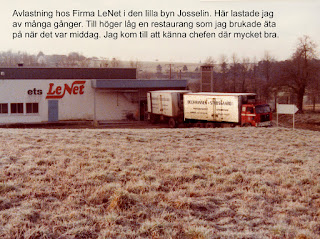 Avlastning hos Firma LeNet i den lilla byn Josselin. Här lastade jag
av många gånger. Till höger låg en restaurang som jag brukade äta
på när det var middag. Jag kom till att känna chefen där mycket bra.
ets LeNet